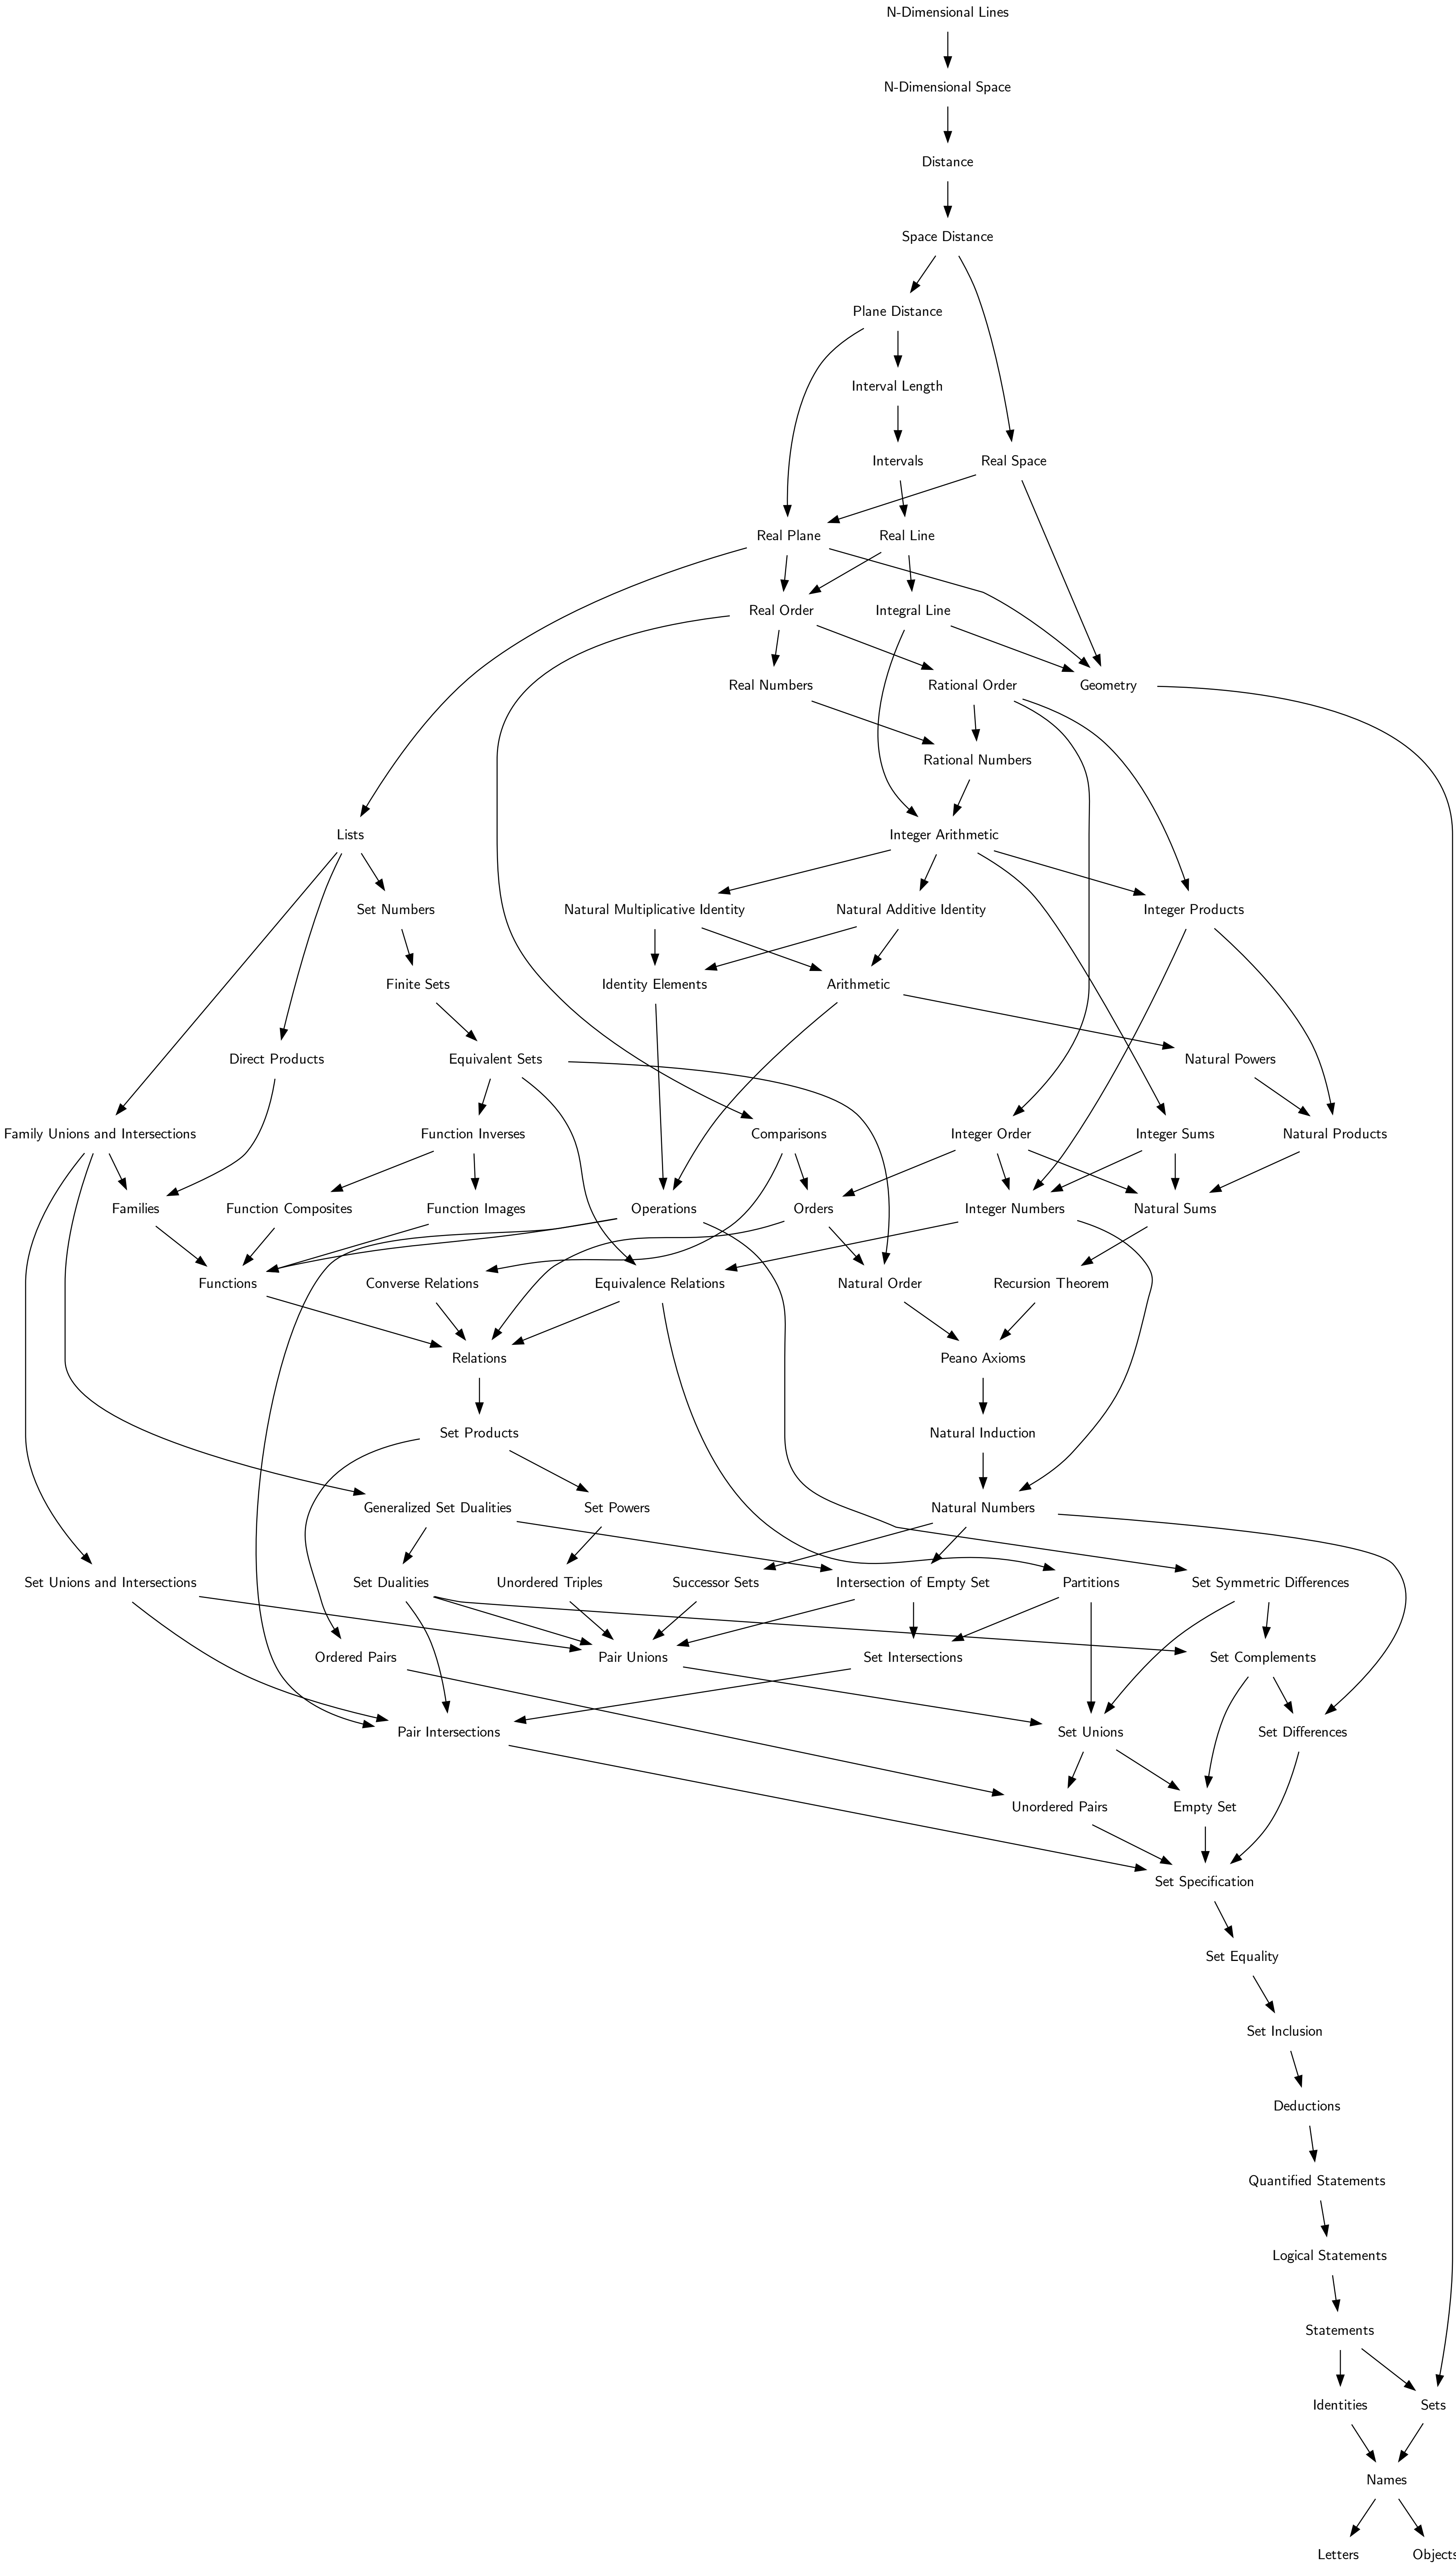 N-Dimensional Lines
N-Dimensional Space
Distance
Space Distance
Plane Distance
Interval Length
Intervals
Real Space
Real Plane
Real Line
Real Order
Integral Line
Real Numbers
Rational Order
Geometry
Rational Numbers
Lists
Integer Arithmetic
Set Numbers
Natural Multiplicative Identity
Natural Additive Identity
Integer Products
Finite Sets
Identity Elements
Arithmetic
Direct Products
Equivalent Sets
Natural Powers
Family Unions and Intersections
Function Inverses
Comparisons
Integer Order
Integer Sums
Natural Products
Families
Function Composites
Function Images
Operations
Orders
Integer Numbers
Natural Sums
Functions
Converse Relations
Equivalence Relations
Natural Order
Recursion Theorem
Relations
Peano Axioms
Set Products
Natural Induction
Generalized Set Dualities
Set Powers
Natural Numbers
Set Unions and Intersections
Set Dualities
Unordered Triples
Successor Sets
Intersection of Empty Set
Partitions
Set Symmetric Differences
Ordered Pairs
Pair Unions
Set Intersections
Set Complements
Pair Intersections
Set Unions
Set Differences
Unordered Pairs
Empty Set
Set Specification
Set Equality
Set Inclusion
Deductions
Quantified Statements
Logical Statements
Statements
Identities
Sets
Names
Letters
Objects